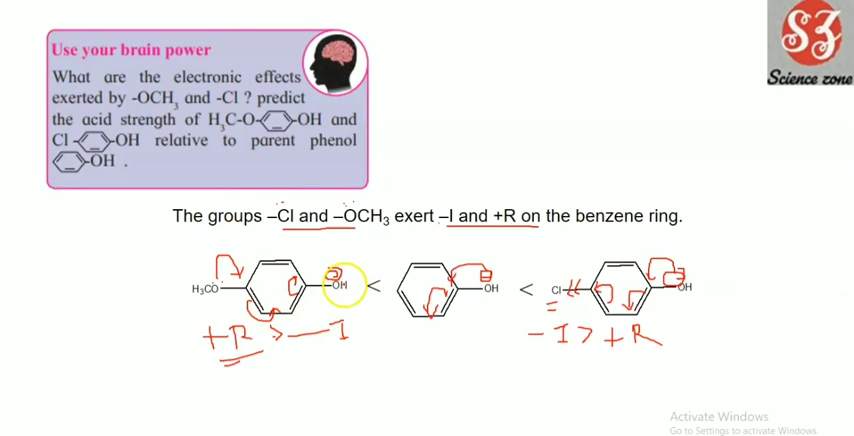 SZ
Science zone
Use your brain power
What are the electronic effects
exerted by -OCH₃ and -Cl ? predict
the acid strength of H₃C-O- -OH and
Cl - -OH relative to parent phenol
-OH .
The groups –Cl and –OCH₃ exert –I and +R on the benzene ring.
H₃CO OH < OH < Cl OH
+R > —I - I > + R
Activate Windows
Go to Settings to activate Windows.